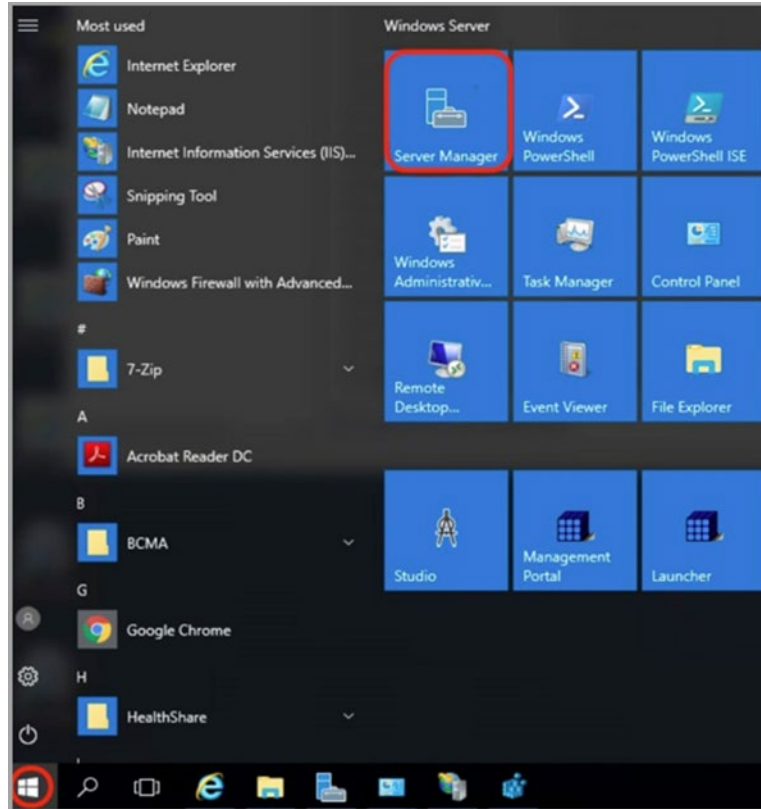 Most used
Internet Explorer
Notepad
Internet Information Services (IIS)...
Snipping Tool
Paint
Windows Firewall with Advanced...
#
7-Zip
A
Acrobat Reader DC
B
BCMA
G
Google Chrome
H
HealthShare
Windows Server
Server Manager
Windows
PowerShell
Windows
PowerShell ISE
Windows
Administrativ...
Task Manager
Control Panel
Remote
Desktop...
Event Viewer
File Explorer
Studio
Management
Portal
Launcher